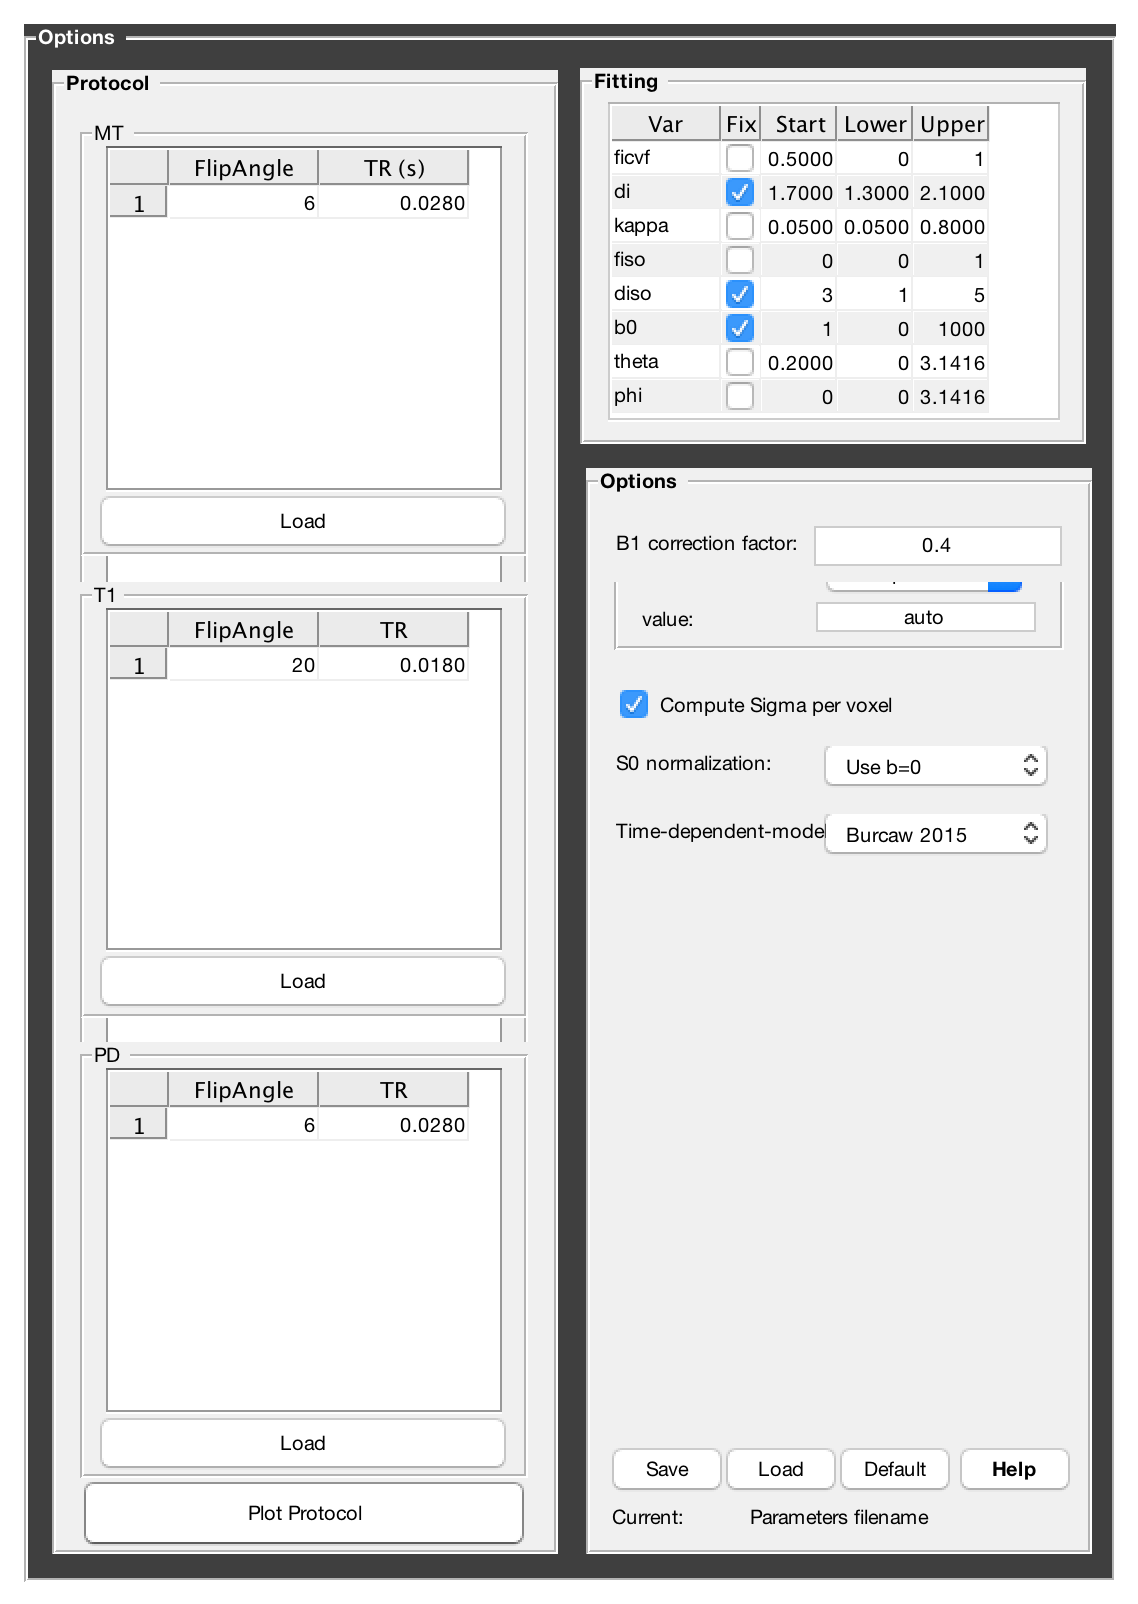 Options
Protocol
MT
FlipAngle TR (s)
1 6 0.0280
Load
T1
FlipAngle TR
1 20 0.0180
Load
PD
FlipAngle TR
1 6 0.0280
Load
Plot Protocol
Fitting
Var Fix Start Lower Upper
ficvf 0.5000 0 1
di 1.7000 1.3000 2.1000
kappa 0.0500 0.0500 0.8000
fiso 0 0 1
diso 3 1 5
b0 1 0 1000
theta 0.2000 0 3.1416
phi 0 0 3.1416
Options
B1 correction factor: 0.4
value: auto
Compute Sigma per voxel
S0 normalization: Use b=0
Time-dependent-model Burcaw 2015
Save Load Default Help
Current: Parameters filename